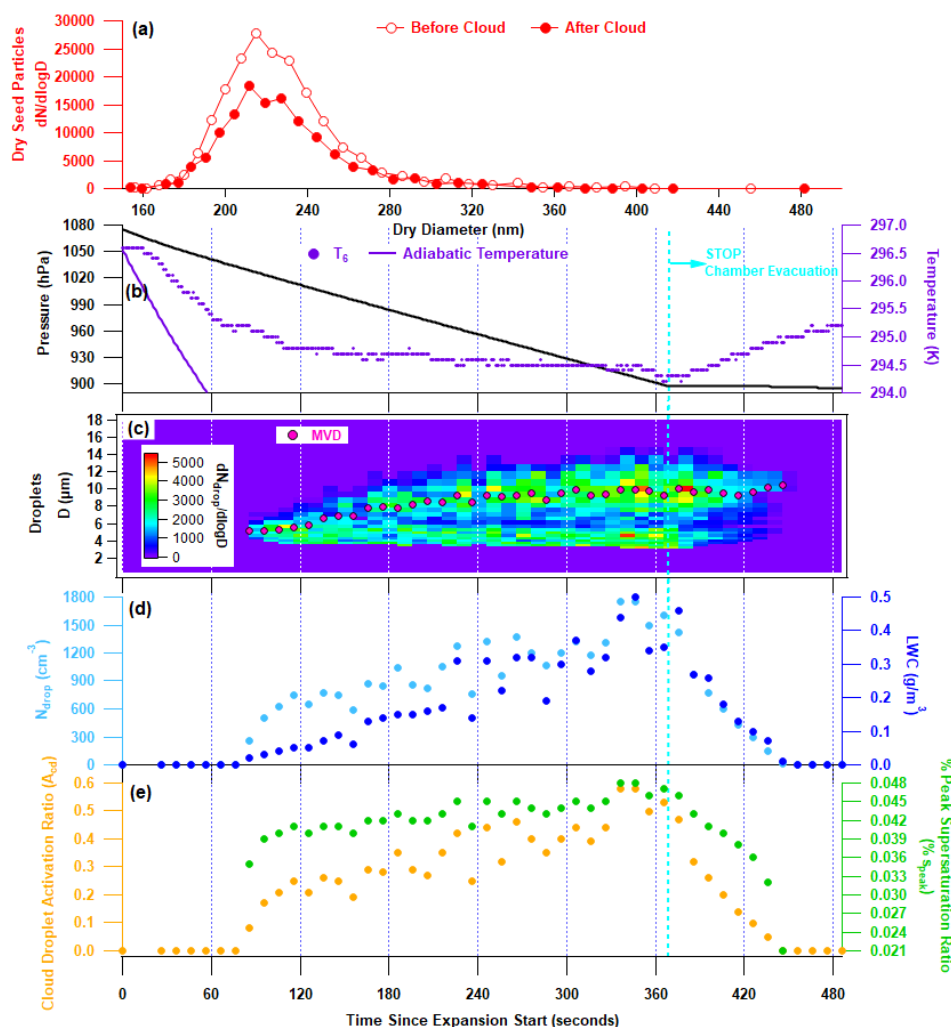 (a)
Before Cloud
After Cloud
Dry Seed Particles
dN/dlogD
30000
25000
20000
15000
10000
5000
0
160 200 240 280 320 360 400 440 480
Dry Diameter (nm)
(b)
Pressure (hPa)
1080
1050
1020
990
960
930
900
T6
Adiabatic Temperature
STOP
Chamber Evacuation
297.0
296.5
296.0
295.5
295.0
294.5
294.0
Temperature (K)
(c)
MVD
Droplets
D (µm)
18
16
14
12
10
8
6
4
2
5000
4000
3000
2000
1000
0
dNdrop/dlogD
(d)
Ndrop (cm-3)
1800
1500
1200
900
600
300
0
0.5
0.4
0.3
0.2
0.1
0.0
LWC (g/m3)
(e)
Cloud Droplet Activation Ratio (Acd)
0.6
0.5
0.4
0.3
0.2
0.1
0.0
0.048
0.045
0.042
0.039
0.036
0.033
0.030
0.027
0.024
0.021
% Peak Supersaturation Ratio
(% speak)
0 60 120 180 240 300 360 420 480
Time Since Expansion Start (seconds)